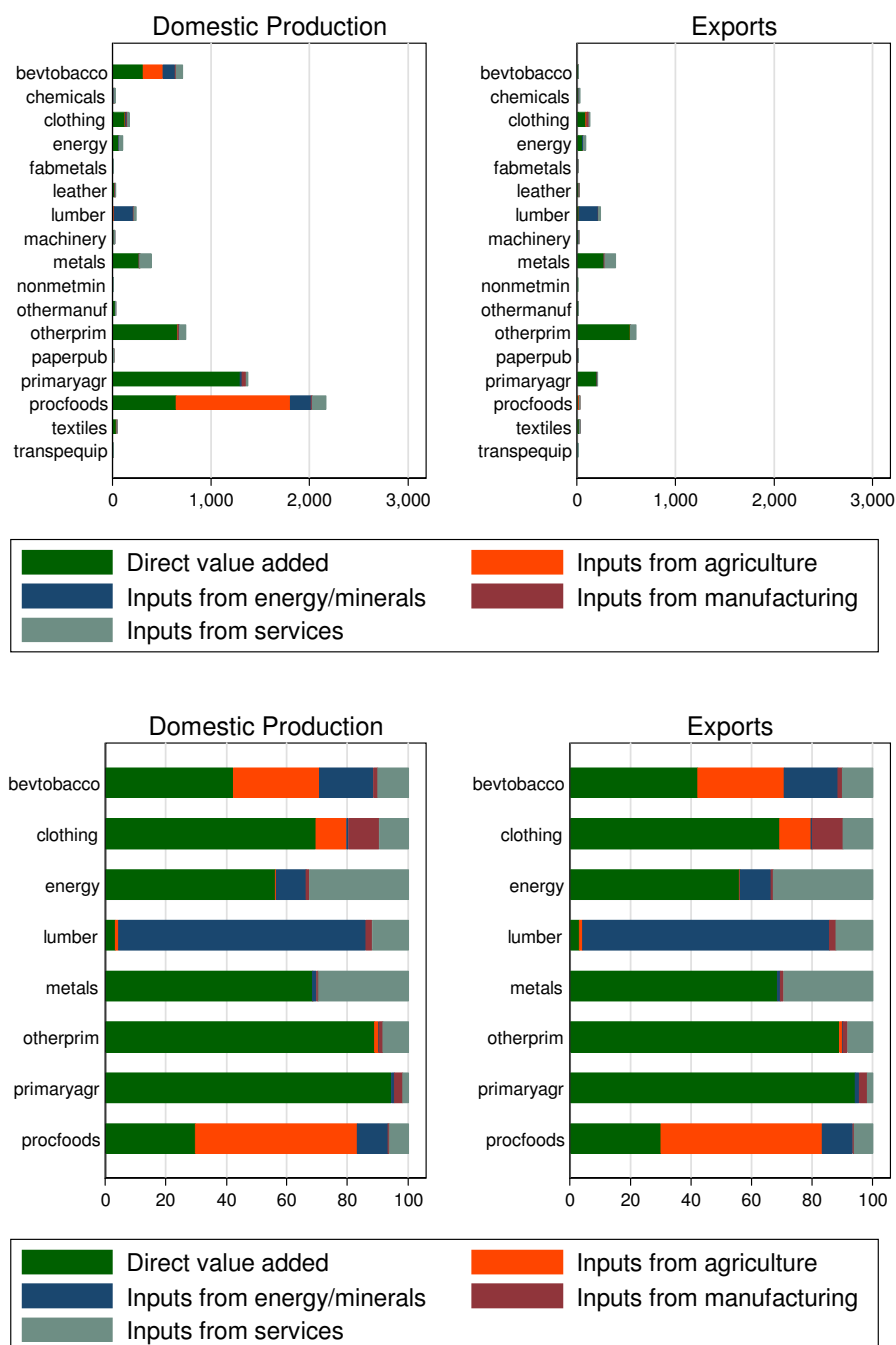 Domestic Production
Exports
bevtobacco
chemicals
clothing
energy
fabmetals
leather
lumber
machinery
metals
nonmetmin
othermanuf
otherprim
paperpub
primaryagr
procfoods
textiles
transpequip
0 1,000 2,000 3,000
bevtobacco
chemicals
clothing
energy
fabmetals
leather
lumber
machinery
metals
nonmetmin
othermanuf
otherprim
paperpub
primaryagr
procfoods
textiles
transpequip
0 1,000 2,000 3,000
Direct value added
Inputs from agriculture
Inputs from energy/minerals
Inputs from manufacturing
Inputs from services
Domestic Production
Exports
bevtobacco
clothing
energy
lumber
metals
otherprim
primaryagr
procfoods
0 20 40 60 80 100
bevtobacco
clothing
energy
lumber
metals
otherprim
primaryagr
procfoods
0 20 40 60 80 100
Direct value added
Inputs from agriculture
Inputs from energy/minerals
Inputs from manufacturing
Inputs from services